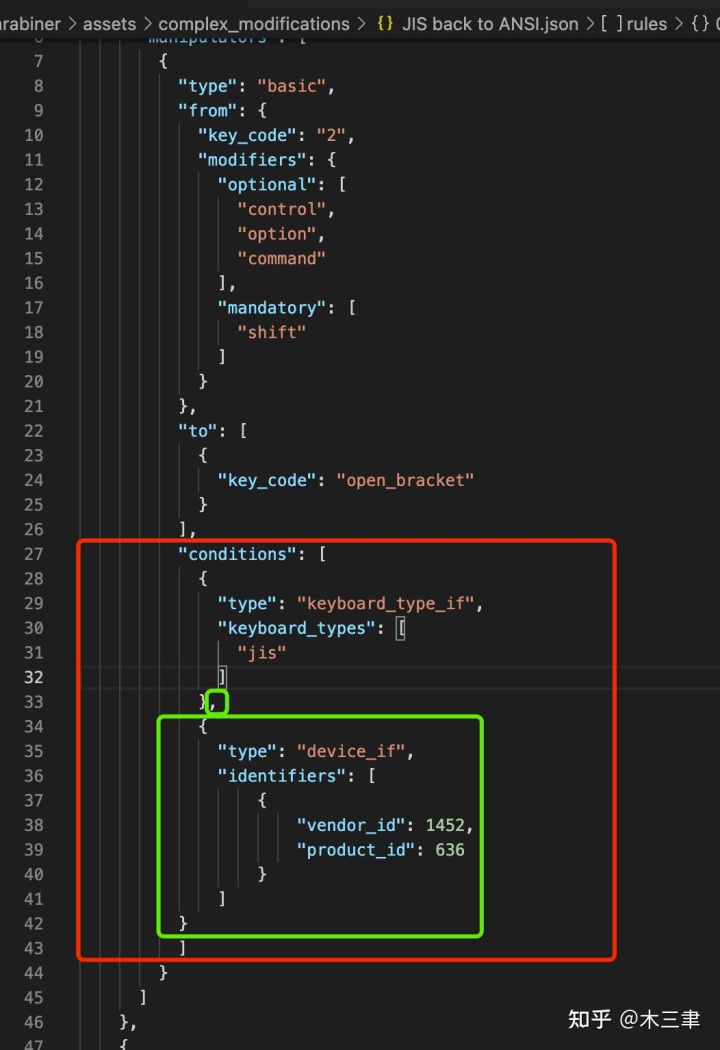 arabiner > assets > complex_modifications > {} JIS back to ANSI.json > [ ] rules > {}
"manipulators": [
7 {
8 "type": "basic",
9 "from": {
10 "key_code": "2",
11 "modifiers": {
12 "optional": [
13 "control",
14 "option",
15 "command"
16 ],
17 "mandatory": [
18 "shift"
19 ]
20 }
21 },
22 "to": [
23 {
24 "key_code": "open_bracket"
25 }
26 ],
27 "conditions": [
28 {
29 "type": "keyboard_type_if",
30 "keyboard_types": [
31 "jis"
32 ]
33 },
34 {
35 "type": "device_if",
36 "identifiers": [
37 {
38 "vendor_id": 1452,
39 "product_id": 636
40 }
41 ]
42 }
43 ]
44 }
45 ]
46 },
47 {
知乎 @木三聿